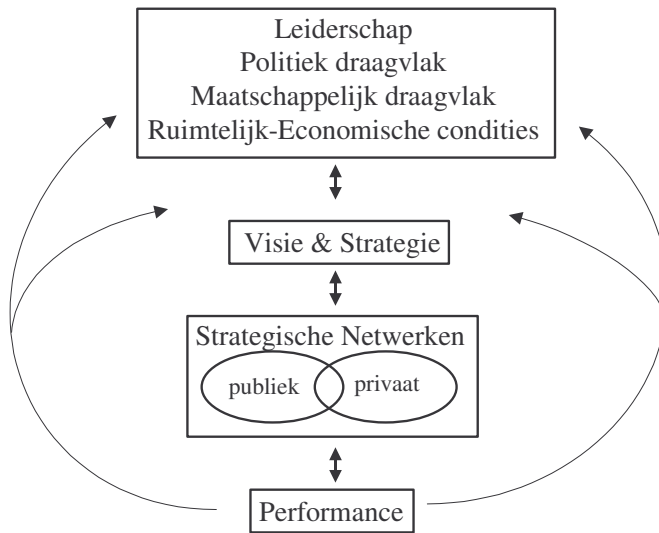 Leiderschap
Politiek draagvlak
Maatschappelijk draagvlak
Ruimtelijk-Economische condities
Visie & Strategie
Strategische Netwerken
publiek privaat
Performance